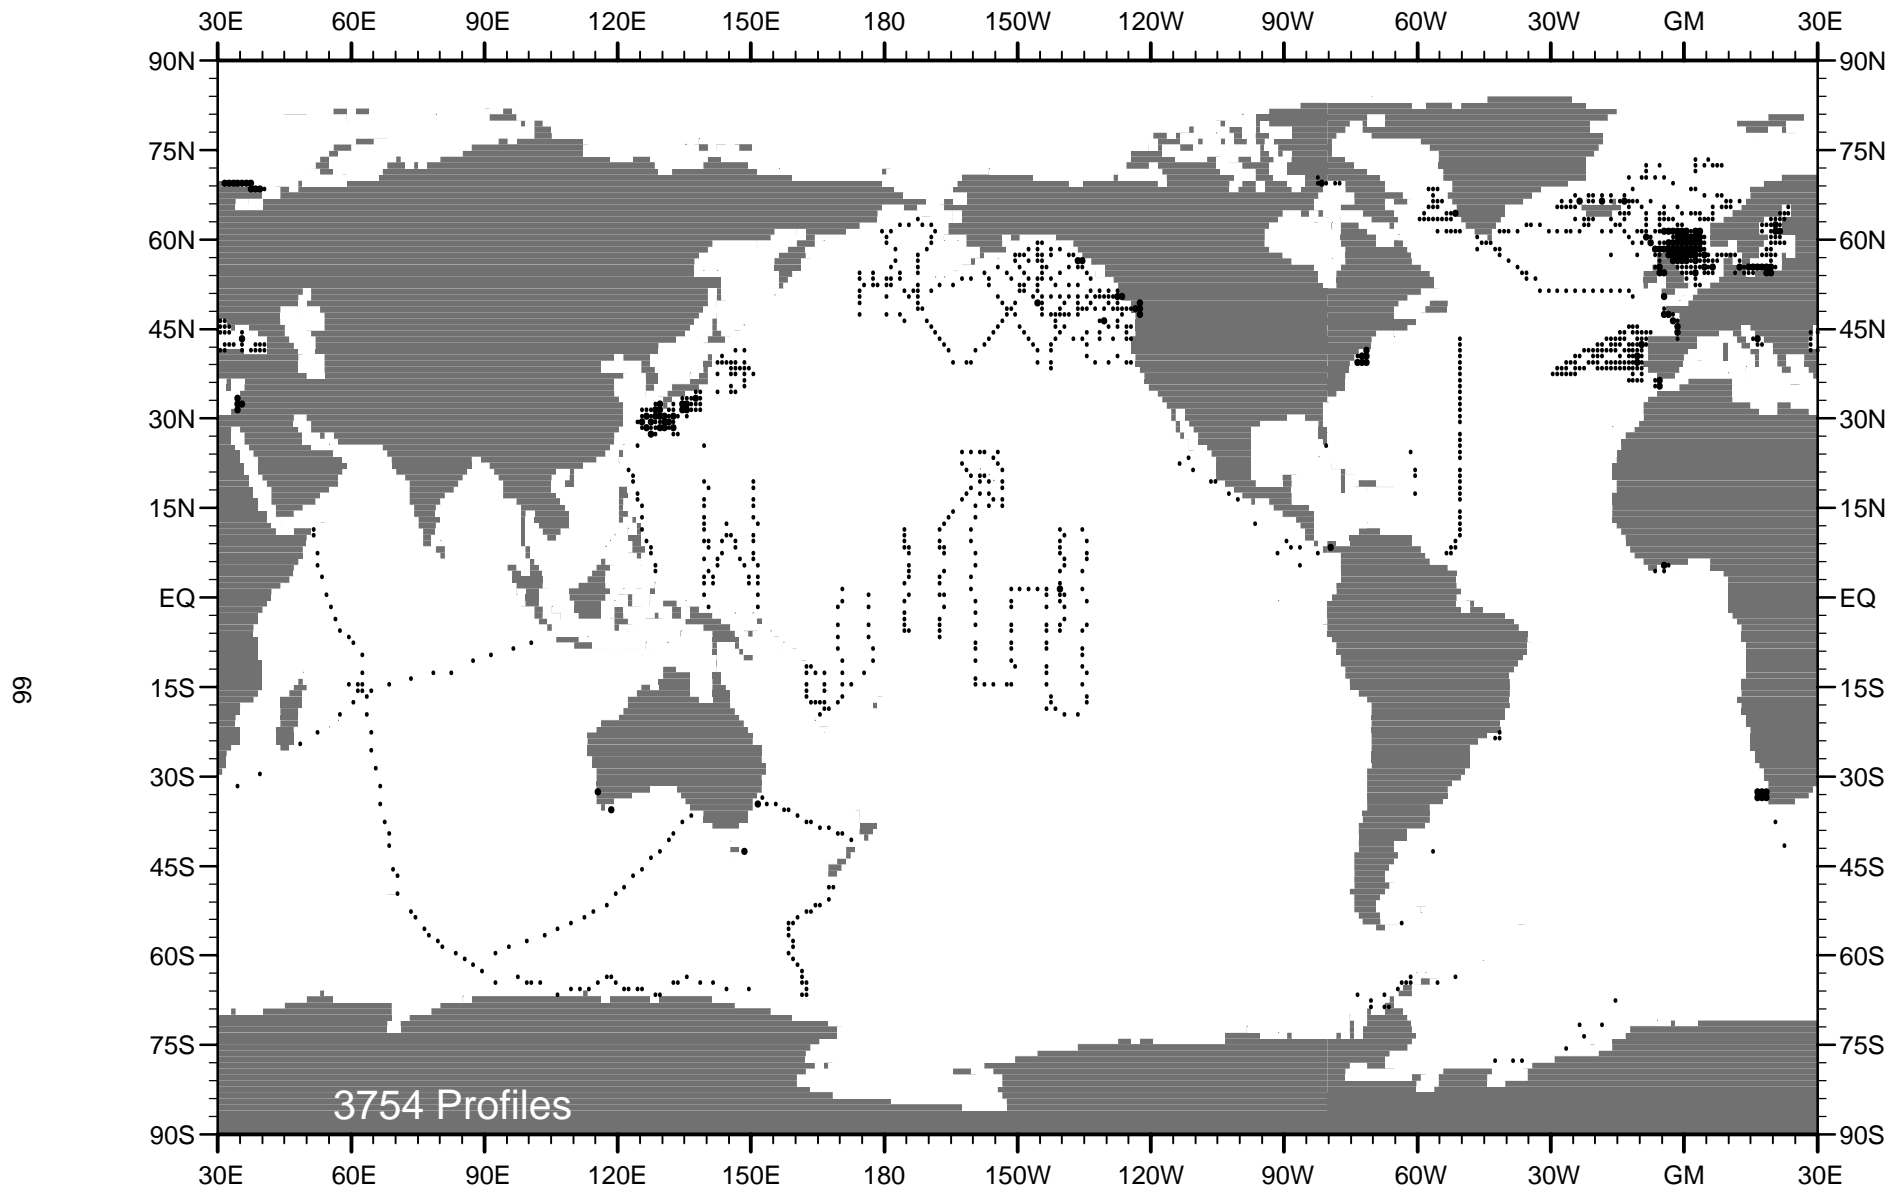 30E 60E 90E 120E 150E 180 150W 120W 90W 60W 30W GM 30E
90N 90N
75N 75N
60N 60N
45N 45N
30N 30N
15N 15N
EQ EQ
15S 15S
99
30S 30S
45S 45S
60S 60S
75S 75S
3754 Profiles
90S 90S
30E 60E 90E 120E 150E 180 150W 120W 90W 60W 30W GM 30E